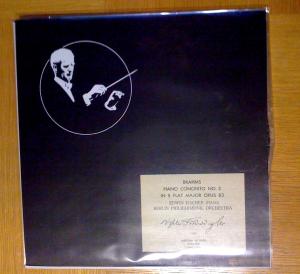 BRAHMS
PIANO CONCERTO NO. 2
IN B FLAT MAJOR OPUS 83
EDWIN FISCHER PIANO
BERLIN PHILHARMONIC ORCHESTRA